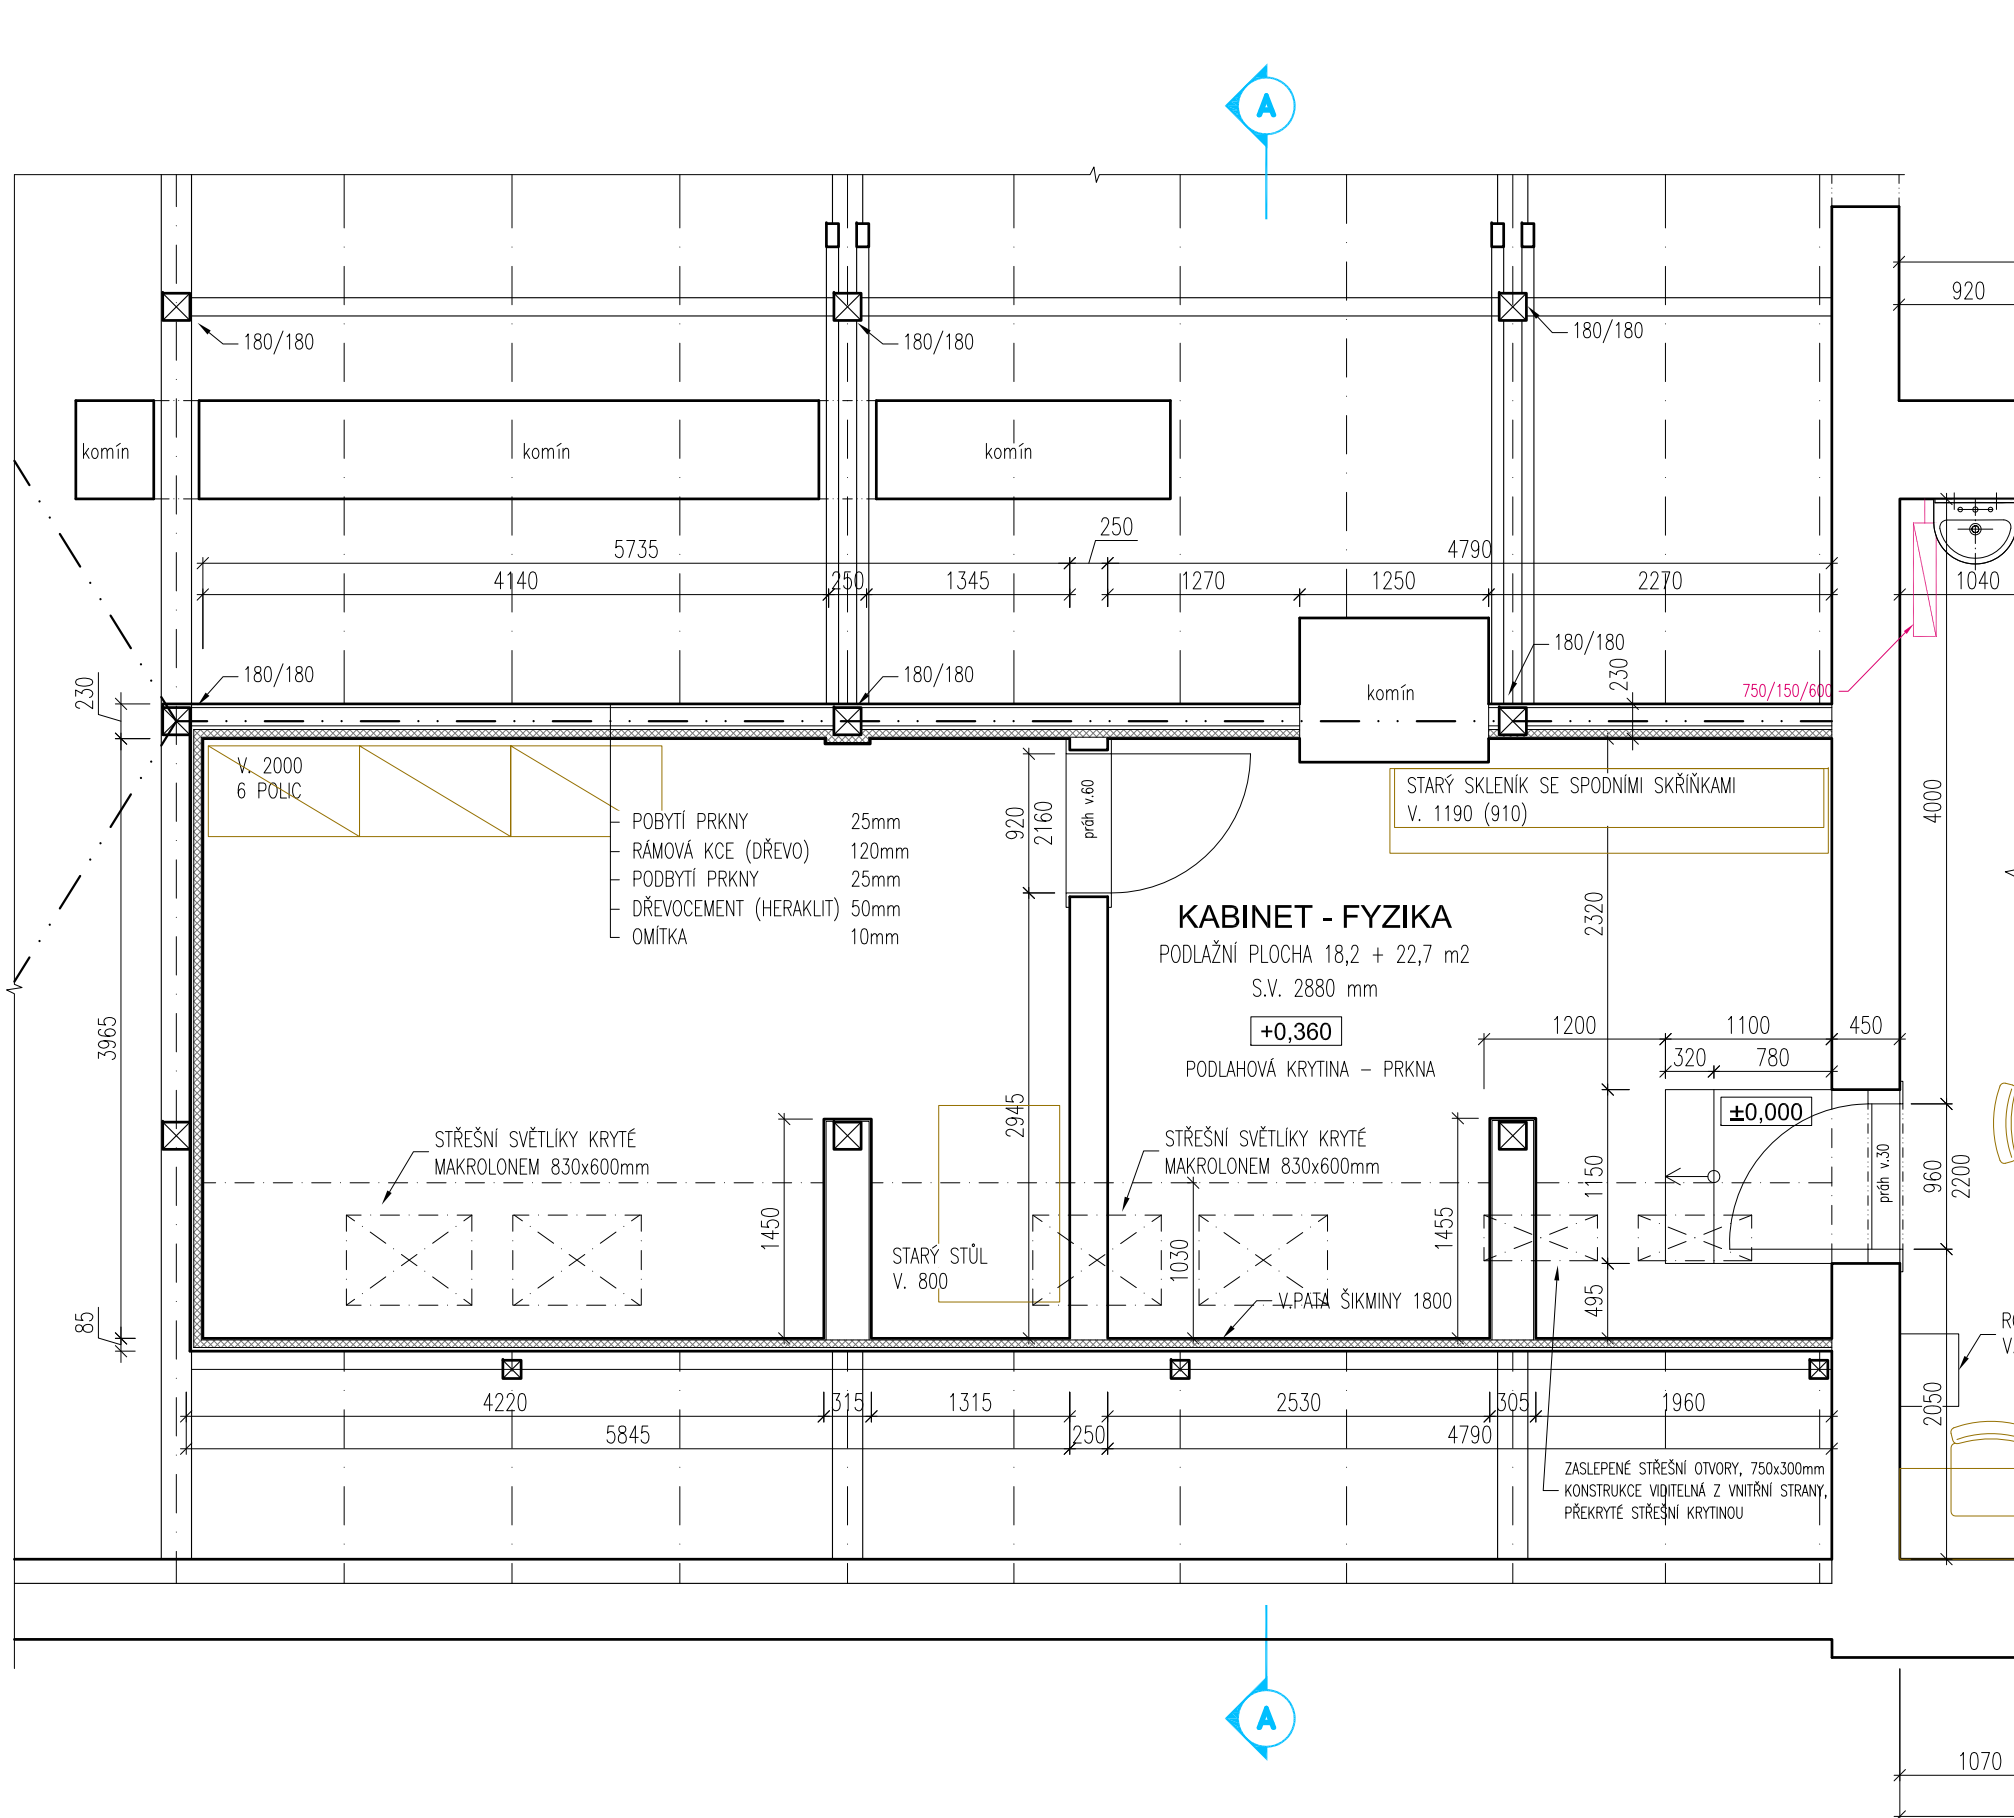 A
920
180/180
180/180
180/180
komín
komín
komín
250
5735
4790
4140
250
1345
1270
1250
2270
1040
180/180
180/180
180/180
230
230
komín
750/150/600
V. 2000
6 POLIC
POBYTÍ PRKNY 25mm
RÁMOVÁ KCE (DŘEVO) 120mm
PODBYTÍ PRKNY 25mm
DŘEVOCEMENT (HERAKLIT) 50mm
OMÍTKA 10mm
920
2160
práh v.60
STARÝ SKLENÍK SE SPODNÍMI SKŘÍŇKAMI
V. 1190 (910)
4000
2320
KABINET - FYZIKA
PODLAŽNÍ PLOCHA 18,2 + 22,7 m2
S.V. 2880 mm
+0,360
PODLAHOVÁ KRYTINA – PRKNA
3965
1200
1100
450
320
780
±0,000
2945
STŘEŠNÍ SVĚTLÍKY KRYTÉ
MAKROLONEM 830x600mm
STŘEŠNÍ SVĚTLÍKY KRYTÉ
MAKROLONEM 830x600mm
1150
práh v.30
960
2200
1450
1455
1030
STARÝ STŮL
V. 800
V.PATA ŠIKMINY 1800
495
85
2050
4220
315
1315
2530
305
1960
5845
250
4790
ZASLEPENÉ STŘEŠNÍ OTVORY, 750x300mm
KONSTRUKCE VIDITELNÁ Z VNITŘNÍ STRANY,
PŘEKRYTÉ STŘEŠNÍ KRYTINOU
A
1070